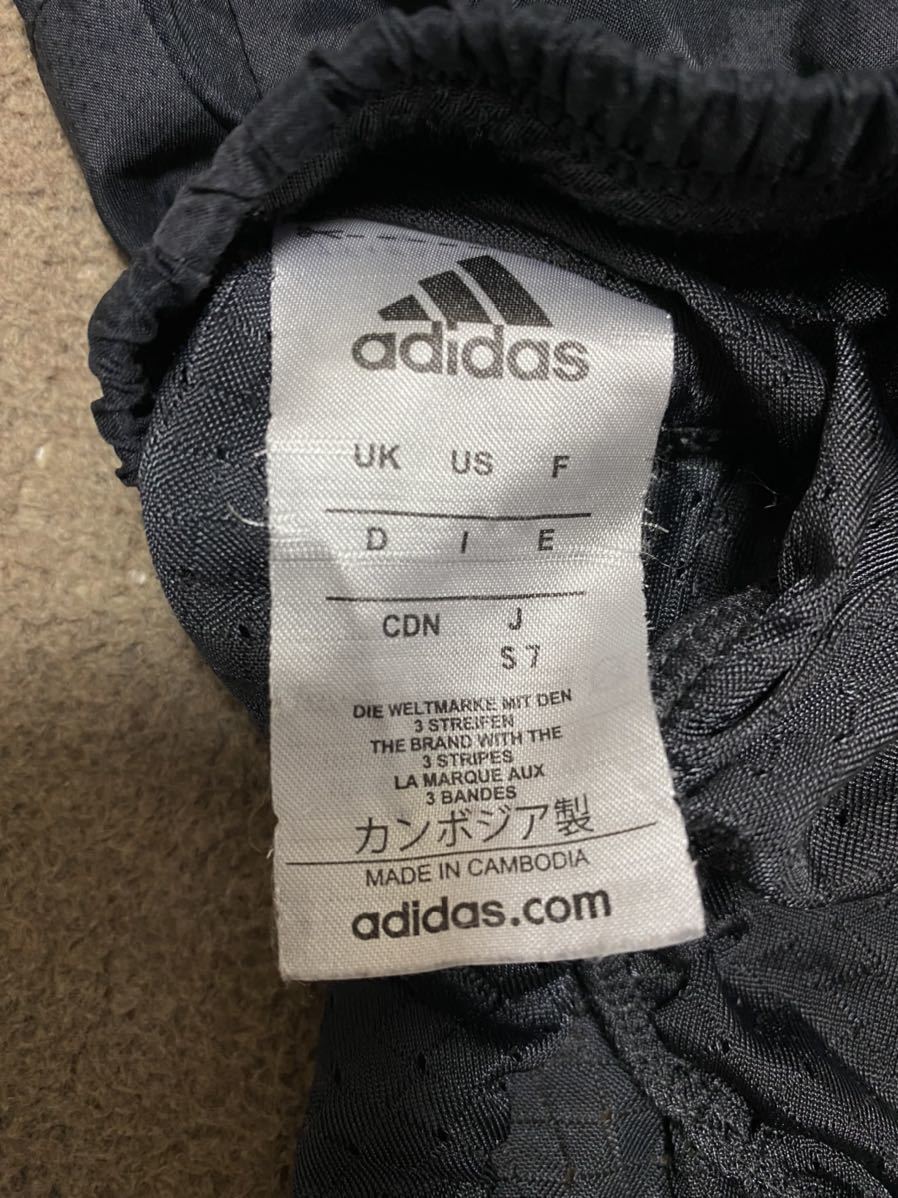 adidas
UK US F
D I E
CDN J
S 7
DIE WELTMARKE MIT DEN
3 STREIFEN
THE BRAND WITH THE
3 STRIPES
LA MARQUE AUX
3 BANDES
カンボジア製
MADE IN CAMBODIA
adidas.com